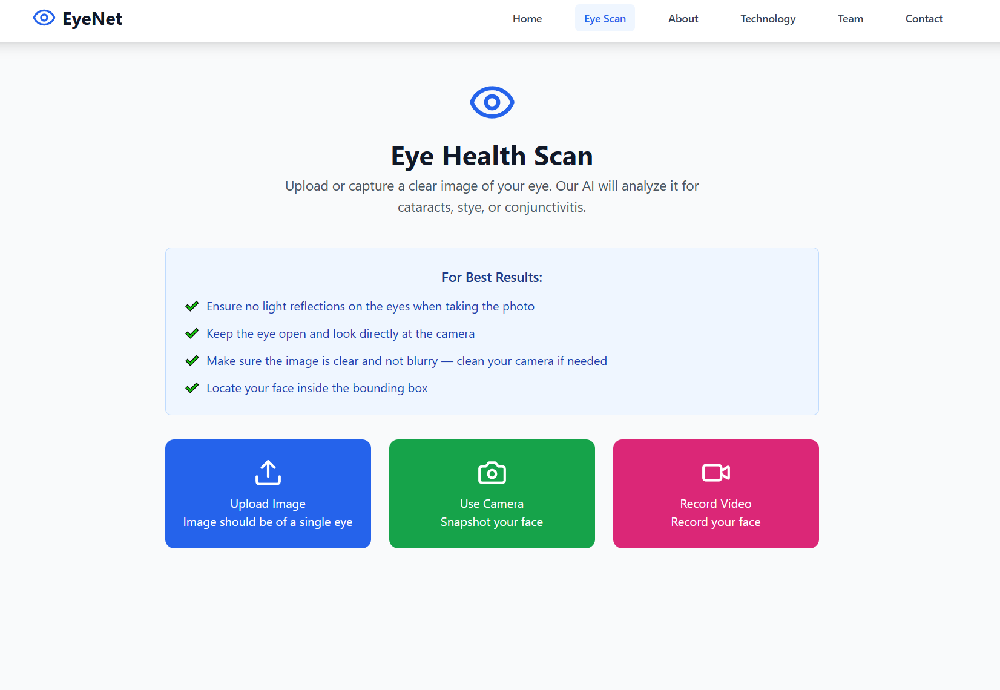 EyeNet
Home
Eye Scan
About
Technology
Team
Contact
Eye Health Scan
Upload or capture a clear image of your eye. Our AI will analyze it for
cataracts, stye, or conjunctivitis.
For Best Results:
Ensure no light reflections on the eyes when taking the photo
Keep the eye open and look directly at the camera
Make sure the image is clear and not blurry — clean your camera if needed
Locate your face inside the bounding box
Upload Image
Image should be of a single eye
Use Camera
Snapshot your face
Record Video
Record your face